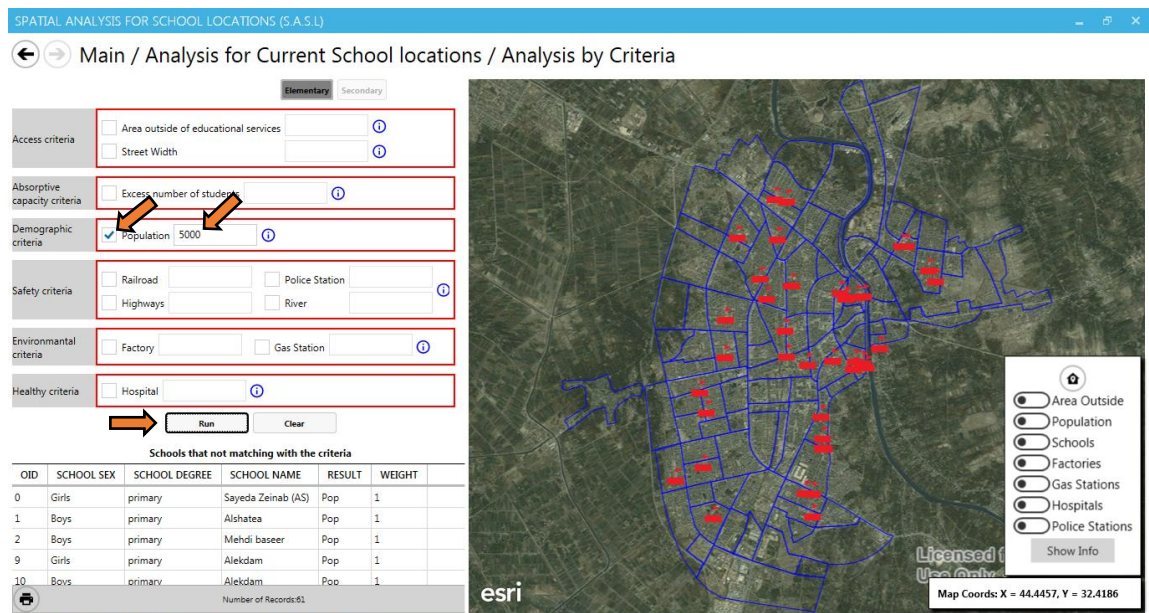 SPATIAL ANALYSIS FOR SCHOOL LOCATIONS (S.A.S.L)
Main / Analysis for Current School locations / Analysis by Criteria
Elementary Secondary
Access criteria
Area outside of educational services
Street Width
Absorptive
capacity criteria
Excess number of students
Demographic
criteria
Population 5000
Safety criteria
Railroad Police Station
Highways River
Environmantal
criteria
Factory Gas Station
Healthy criteria
Hospital
Run Clear
Schools that not matching with the criteria
OID SCHOOL SEX SCHOOL DEGREE SCHOOL NAME RESULT WEIGHT
0 Girls primary Sayeda Zeinab (AS) Pop 1
1 Boys primary Alshatea Pop 1
2 Boys primary Mehdi baseer Pop 1
9 Girls primary Alekdam Pop 1
10 Boys primary Alekdam Pop 1
Number of Records:61
Area Outside
Population
Schools
Factories
Gas Stations
Hospitals
Police Stations
Show Info
Licensed
Use Only
esri
Map Coords: X = 44.4457, Y = 32.4186